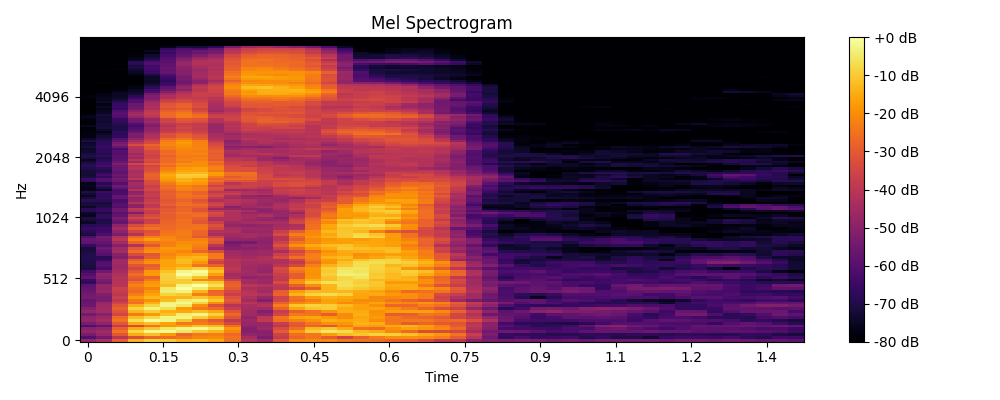 Mel Spectrogram
Hz
4096
2048
1024
512
0
0 0.15 0.3 0.45 0.6 0.75 0.9 1.1 1.2 1.4
Time
+0 dB
-10 dB
-20 dB
-30 dB
-40 dB
-50 dB
-60 dB
-70 dB
-80 dB